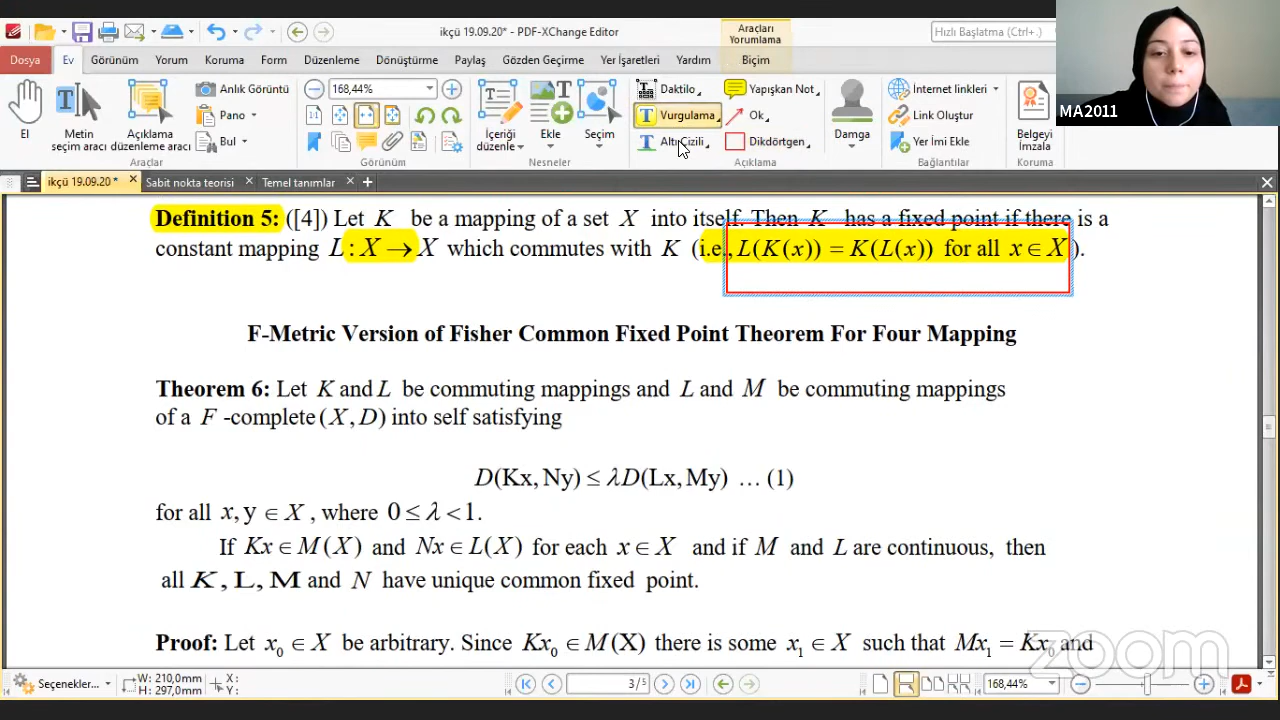 ikçü 19.09.20* - PDF-XChange Editor
Araçları Yorumlama
Hızlı Başlatma (Ctrl+.)
Dosya Ev Görünüm Yorum Koruma Form Düzenleme Dönüştürme Paylaş Gözden Geçirme Yer İşaretleri Yardım Biçim
MA2011
El
Metin seçim aracı
Açıklama düzenleme aracı
Araçlar
Anlık Görüntü
Pano
Bul
168,44%
Görünüm
İçeriği düzenle
Ekle
Seçim
Nesneler
Daktilo
Vurgulama
Altı Çizili
Yapışkan Not
Ok
Dikdörtgen
Açıklama
Damga
İnternet linkleri
Link Oluştur
Yer İmi Ekle
Bağlantılar
Belgeyi İmzala
Koruma
ikçü 19.09.20 * Sabit nokta teorisi Temel tanımlar
Definition 5: ([4]) Let K be a mapping of a set X into itself. Then K has a fixed point if there is a
constant mapping L : X → X which commutes with K (i.e., L(K(x)) = K(L(x)) for all x ∈ X ).
F-Metric Version of Fisher Common Fixed Point Theorem For Four Mapping
Theorem 6: Let K and L be commuting mappings and L and M be commuting mappings
of a F -complete (X, D) into self satisfying
D(Kx, Ny) ≤ λD(Lx, My) … (1)
for all x, y ∈ X , where 0 ≤ λ < 1.
If Kx ∈ M(X) and Nx ∈ L(X) for each x ∈ X and if M and L are continuous, then
all K, L, M and N have unique common fixed point.
Proof: Let x₀ ∈ X be arbitrary. Since Kx₀ ∈ M(X) there is some x₁ ∈ X such that Mx₁ = Kx₀ and
zoom
Seçenekler...
W: 210,0mm
H: 297,0mm
X:
Y:
3 / 5
168,44%